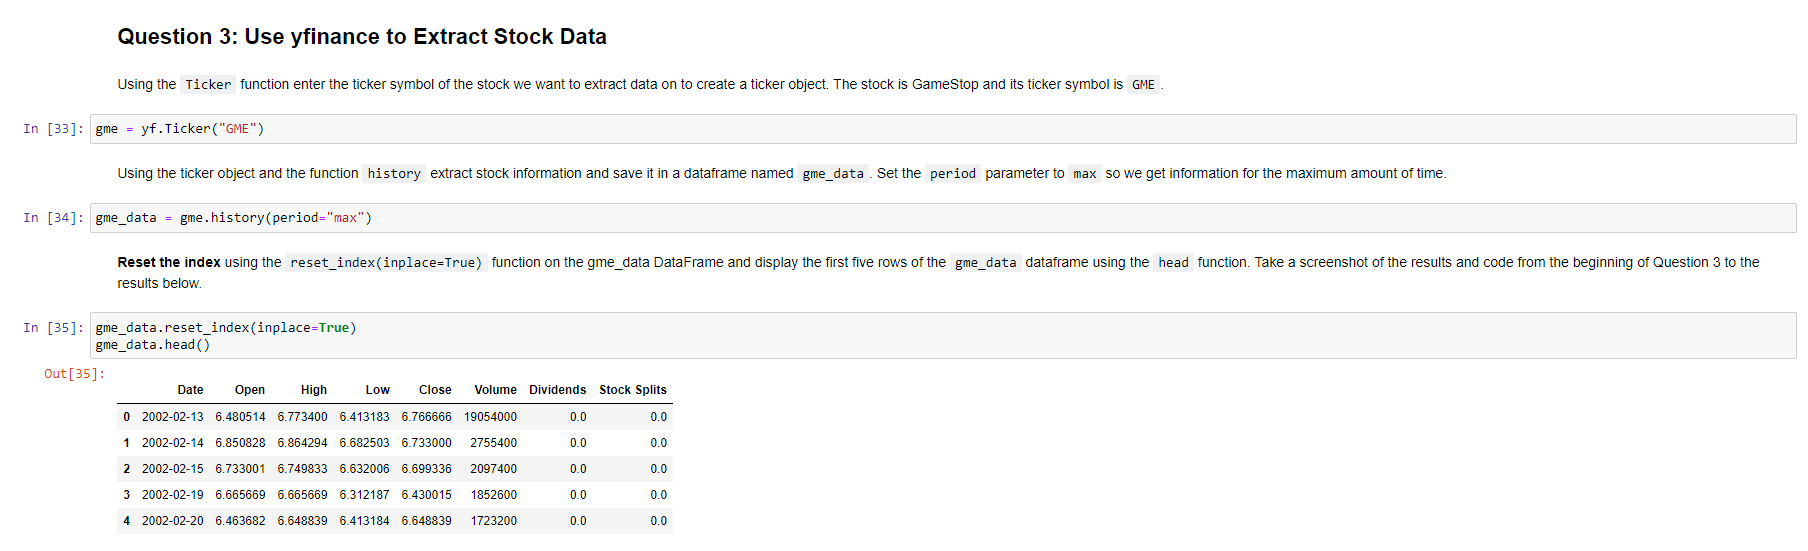 Question 3: Use yfinance to Extract Stock Data
Using the Ticker function enter the ticker symbol of the stock we want to extract data on to create a ticker object. The stock is GameStop and its ticker symbol is GME .
In [33]: gme = yf.Ticker("GME")
Using the ticker object and the function history extract stock information and save it in a dataframe named gme_data . Set the period parameter to max so we get information for the maximum amount of time.
In [34]: gme_data = gme.history(period="max")
Reset the index using the reset_index(inplace=True) function on the gme_data DataFrame and display the first five rows of the gme_data dataframe using the head function. Take a screenshot of the results and code from the beginning of Question 3 to the
results below.
In [35]: gme_data.reset_index(inplace=True)
gme_data.head()
Out[35]:
Date Open High Low Close Volume Dividends Stock Splits
0 2002-02-13 6.480514 6.773400 6.413183 6.766666 19054000 0.0 0.0
1 2002-02-14 6.850828 6.864294 6.682503 6.733000 2755400 0.0 0.0
2 2002-02-15 6.733001 6.749833 6.632006 6.699336 2097400 0.0 0.0
3 2002-02-19 6.665669 6.665669 6.312187 6.430015 1852600 0.0 0.0
4 2002-02-20 6.463682 6.648839 6.413184 6.648839 1723200 0.0 0.0